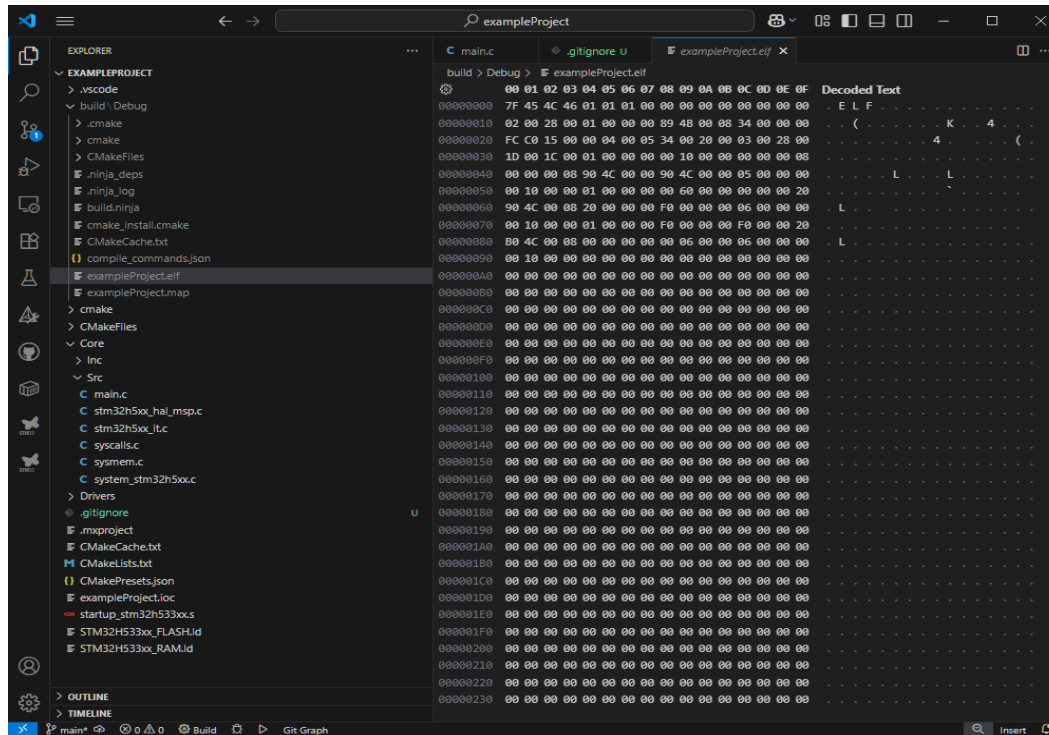 exampleProject
EXPLORER
EXAMPLEPROJECT
.vscode
build\Debug
.cmake
cmake
CMakeFiles
.ninja_deps
.ninja_log
build.ninja
cmake_install.cmake
CMakeCache.txt
{} compile_commands.json
exampleProject.elf
exampleProject.map
cmake
CMakeFiles
Core
Inc
Src
C main.c
C stm32h5xx_hal_msp.c
C stm32h5xx_it.c
C syscalls.c
C sysmem.c
C system_stm32h5xx.c
Drivers
.gitignore U
.mxproject
CMakeCache.txt
M CMakeLists.txt
{} CMakePresets.json
exampleProject.ioc
ASM startup_stm32h533xx.s
STM32H533xx_FLASH.ld
STM32H533xx_RAM.ld
OUTLINE
TIMELINE
C main.c .gitignore U exampleProject.elf
build > Debug > exampleProject.elf
00 01 02 03 04 05 06 07 08 09 0A 0B 0C 0D 0E 0F Decoded Text
00000000 7F 45 4C 46 01 01 01 00 00 00 00 00 00 00 00 00 . E L F . . . . . . . . . . . .
00000010 02 00 28 00 01 00 00 00 89 4B 00 08 34 00 00 00 . . ( . . . . . . K . . 4 . . .
00000020 FC C0 15 00 00 04 00 05 34 00 20 00 03 00 28 00 . . . . . . . . 4 . . . . ( .
00000030 1D 00 1C 00 01 00 00 00 00 10 00 00 00 00 00 08 . . . . . . . . . . . . . . . .
00000040 00 00 00 08 90 4C 00 00 90 4C 00 00 05 00 00 00 . . . . . L . . . L . . . . . .
00000050 00 10 00 00 01 00 00 00 00 60 00 00 00 00 00 20 . . . . . . . . . ` . . . . .
00000060 90 4C 00 08 20 00 00 00 00 F0 00 00 06 00 00 00 . L . . . . . . . . . . . . .
00000070 00 10 00 00 01 00 00 00 00 F0 00 00 00 F0 00 20 . . . . . . . . . . . . . . .
00000080 B0 4C 00 08 00 00 00 00 00 06 00 00 06 00 00 00 . L . . . . . . . . . . . . . .
00000090 00 10 00 00 00 00 00 00 00 00 00 00 00 00 00 00 . . . . . . . . . . . . . . . .
000000A0 00 00 00 00 00 00 00 00 00 00 00 00 00 00 00 00 . . . . . . . . . . . . . . . .
000000B0 00 00 00 00 00 00 00 00 00 00 00 00 00 00 00 00 . . . . . . . . . . . . . . . .
000000C0 00 00 00 00 00 00 00 00 00 00 00 00 00 00 00 00 . . . . . . . . . . . . . . . .
000000D0 00 00 00 00 00 00 00 00 00 00 00 00 00 00 00 00 . . . . . . . . . . . . . . . .
000000E0 00 00 00 00 00 00 00 00 00 00 00 00 00 00 00 00 . . . . . . . . . . . . . . . .
000000F0 00 00 00 00 00 00 00 00 00 00 00 00 00 00 00 00 . . . . . . . . . . . . . . . .
00000100 00 00 00 00 00 00 00 00 00 00 00 00 00 00 00 00 . . . . . . . . . . . . . . . .
00000110 00 00 00 00 00 00 00 00 00 00 00 00 00 00 00 00 . . . . . . . . . . . . . . . .
00000120 00 00 00 00 00 00 00 00 00 00 00 00 00 00 00 00 . . . . . . . . . . . . . . . .
00000130 00 00 00 00 00 00 00 00 00 00 00 00 00 00 00 00 . . . . . . . . . . . . . . . .
00000140 00 00 00 00 00 00 00 00 00 00 00 00 00 00 00 00 . . . . . . . . . . . . . . . .
00000150 00 00 00 00 00 00 00 00 00 00 00 00 00 00 00 00 . . . . . . . . . . . . . . . .
00000160 00 00 00 00 00 00 00 00 00 00 00 00 00 00 00 00 . . . . . . . . . . . . . . . .
00000170 00 00 00 00 00 00 00 00 00 00 00 00 00 00 00 00 . . . . . . . . . . . . . . . .
00000180 00 00 00 00 00 00 00 00 00 00 00 00 00 00 00 00 . . . . . . . . . . . . . . . .
00000190 00 00 00 00 00 00 00 00 00 00 00 00 00 00 00 00 . . . . . . . . . . . . . . . .
000001A0 00 00 00 00 00 00 00 00 00 00 00 00 00 00 00 00 . . . . . . . . . . . . . . . .
000001B0 00 00 00 00 00 00 00 00 00 00 00 00 00 00 00 00 . . . . . . . . . . . . . . . .
000001C0 00 00 00 00 00 00 00 00 00 00 00 00 00 00 00 00 . . . . . . . . . . . . . . . .
000001D0 00 00 00 00 00 00 00 00 00 00 00 00 00 00 00 00 . . . . . . . . . . . . . . . .
000001E0 00 00 00 00 00 00 00 00 00 00 00 00 00 00 00 00 . . . . . . . . . . . . . . . .
000001F0 00 00 00 00 00 00 00 00 00 00 00 00 00 00 00 00 . . . . . . . . . . . . . . . .
00000200 00 00 00 00 00 00 00 00 00 00 00 00 00 00 00 00 . . . . . . . . . . . . . . . .
00000210 00 00 00 00 00 00 00 00 00 00 00 00 00 00 00 00 . . . . . . . . . . . . . . . .
00000220 00 00 00 00 00 00 00 00 00 00 00 00 00 00 00 00 . . . . . . . . . . . . . . . .
00000230 00 00 00 00 00 00 00 00 00 00 00 00 00 00 00 00 . . . . . . . . . . . . . . . .
main* 0 0 Build Git Graph Insert